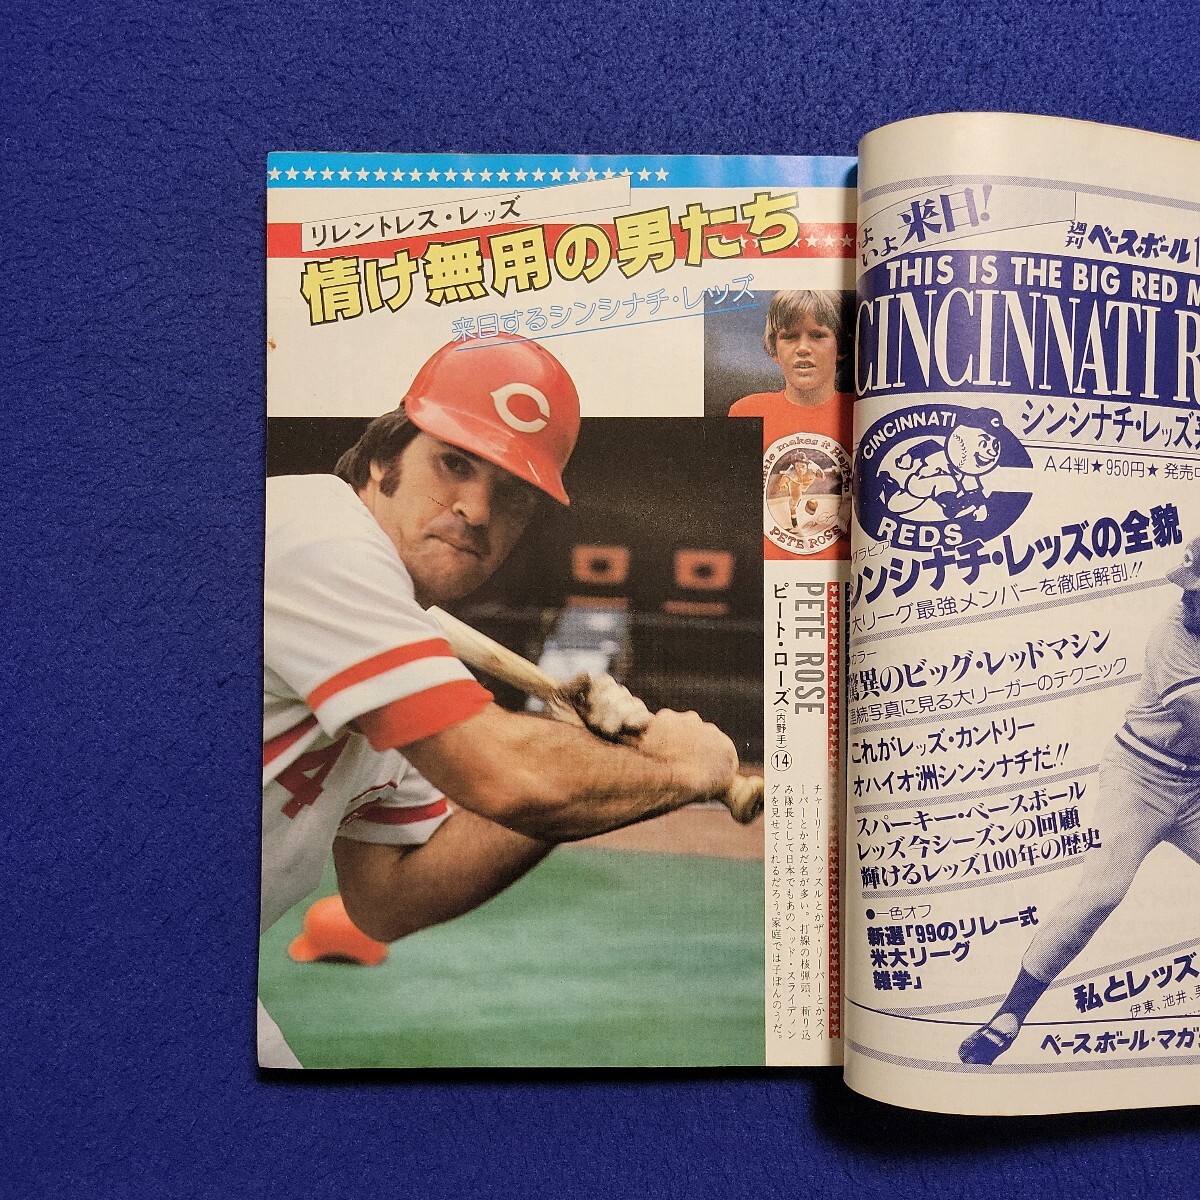 リレントレス・レッズ
情け無用の男たち
来日するシンシナチ・レッズ
C
PETE ROSE
PETE ROSE
ピート・ローズ(内野手)⑭
チャーリー・ハッスルとかザ・リーパーとかスイ
ーパーとかあだ名が多い。打線の核弾頭、斬り込
み隊長として日本でもあのヘッド・スライディン
グを見せてくれるだろう。家庭では子ぼんのうだ。
4
いよいよ来日!
週刊ベースボール
THIS IS THE BIG RED M
CINCINNATI R
シンシナチ・レッズ
CINCINNATI
REDS
A4判★950円★発売中
グラビア
シンシナチ・レッズの全貌
大リーグ最強メンバーを徹底解剖!!
カラー
驚異のビッグ・レッドマシン
連続写真に見る大リーガーのテクニック
これがレッズ・カントリー
オハイオ洲シンシナチだ!!
スパーキー・ベースボール
レッズ今シーズンの回顧
輝けるレッズ100年の歴史
●一色オフ
新選「99のリレー式
米大リーグ
雑学」
私とレッズ
伊東、池井、
ベースボール・マガ